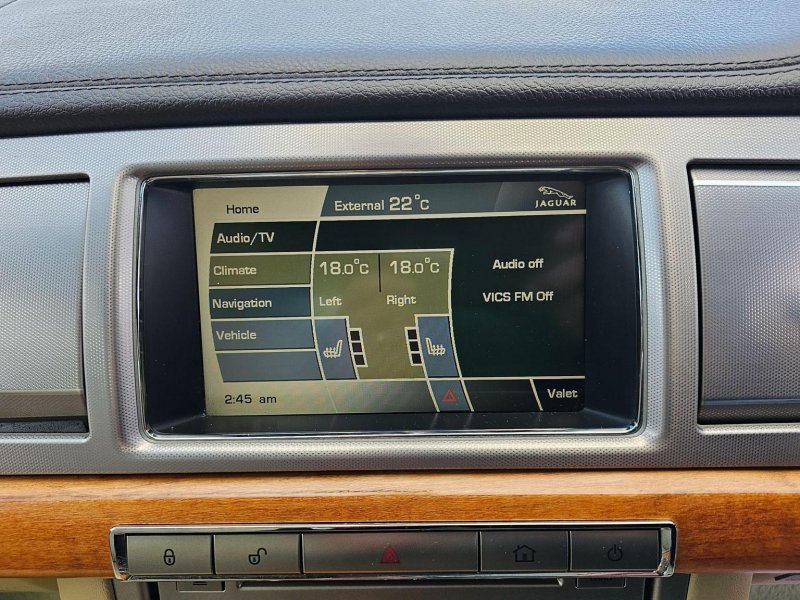 Home
External 22°C
JAGUAR
Audio/TV
Climate
18.0°C
18.0°C
Audio off
Navigation
Left
Right
VICS FM Off
Vehicle
2:45 am
Valet